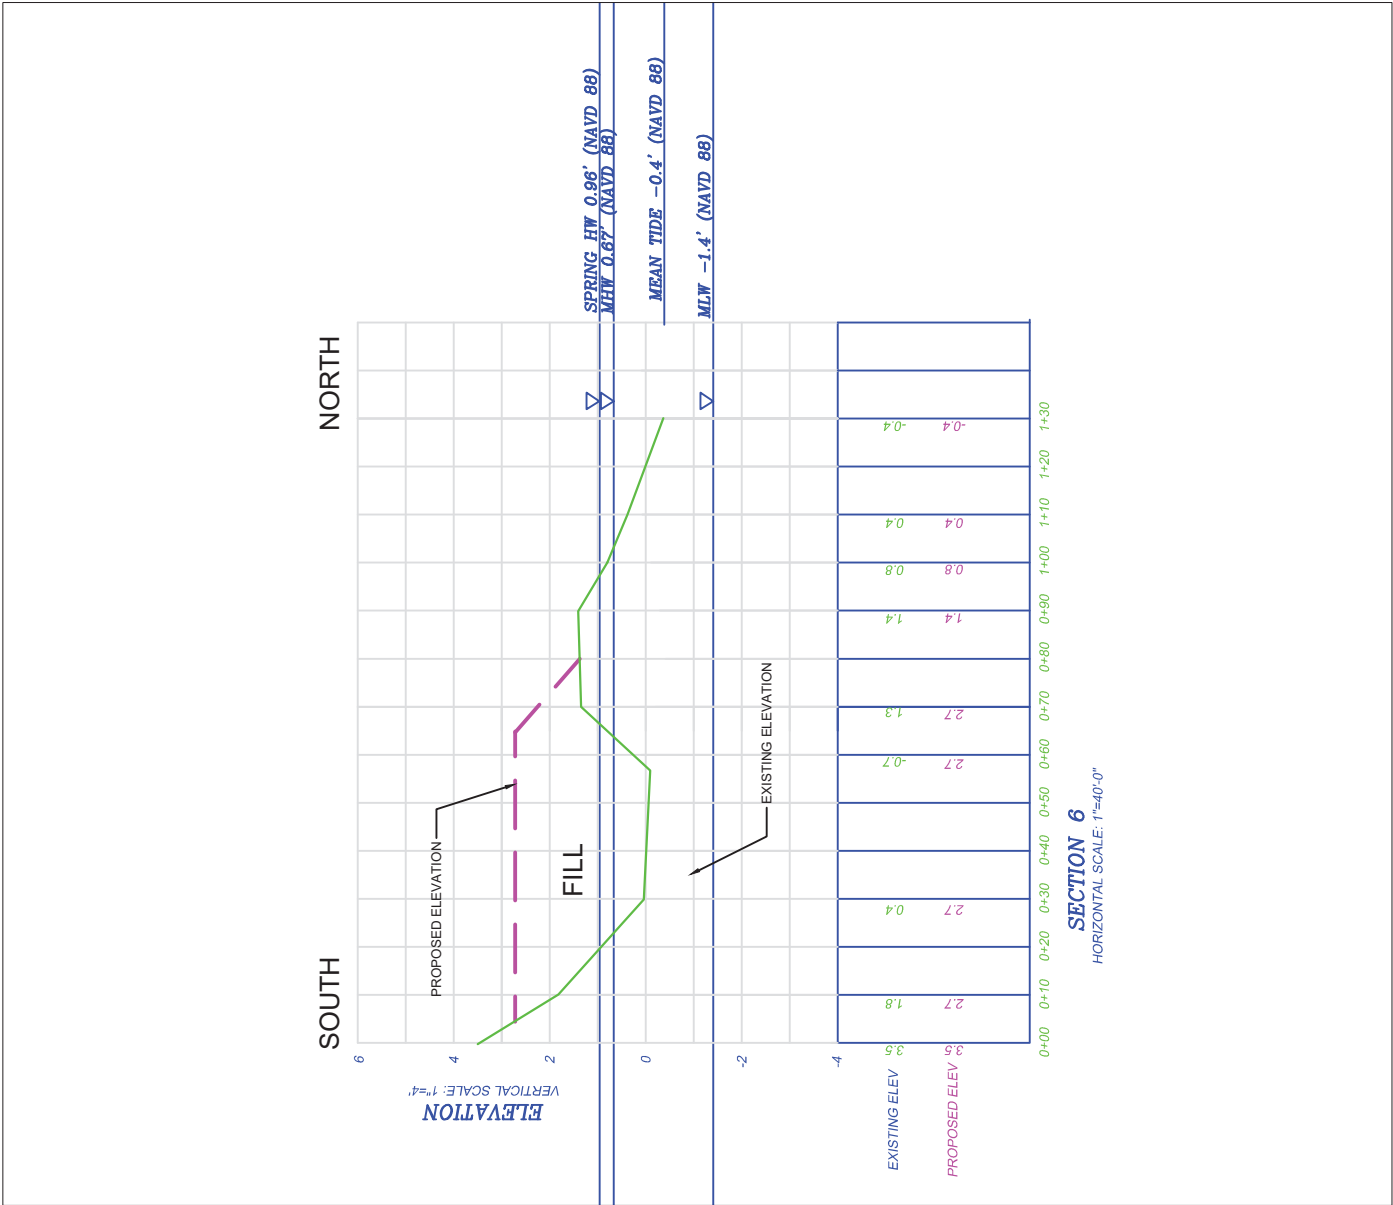 SPRING HW 0.96' (NAVD 88)
MHW 0.67' (NAVD 88)
MEAN TIDE -0.4' (NAVD 88)
MLW -1.4' (NAVD 88)
SOUTH
NORTH
PROPOSED ELEVATION
FILL
EXISTING ELEVATION
ELEVATION
VERTICAL SCALE: 1"=4'
6
4
2
0
-2
-4
EXISTING ELEV
3.5
1.8
0.4
-0.7
1.3
1.4
0.8
0.4
-0.4
PROPOSED ELEV
3.5
2.7
2.7
2.7
2.7
1.4
0.8
0.4
-0.4
0+00
0+10
0+20
0+30
0+40
0+50
0+60
0+70
0+80
0+90
1+00
1+10
1+20
1+30
SECTION 6
HORIZONTAL SCALE: 1"=40'-0"